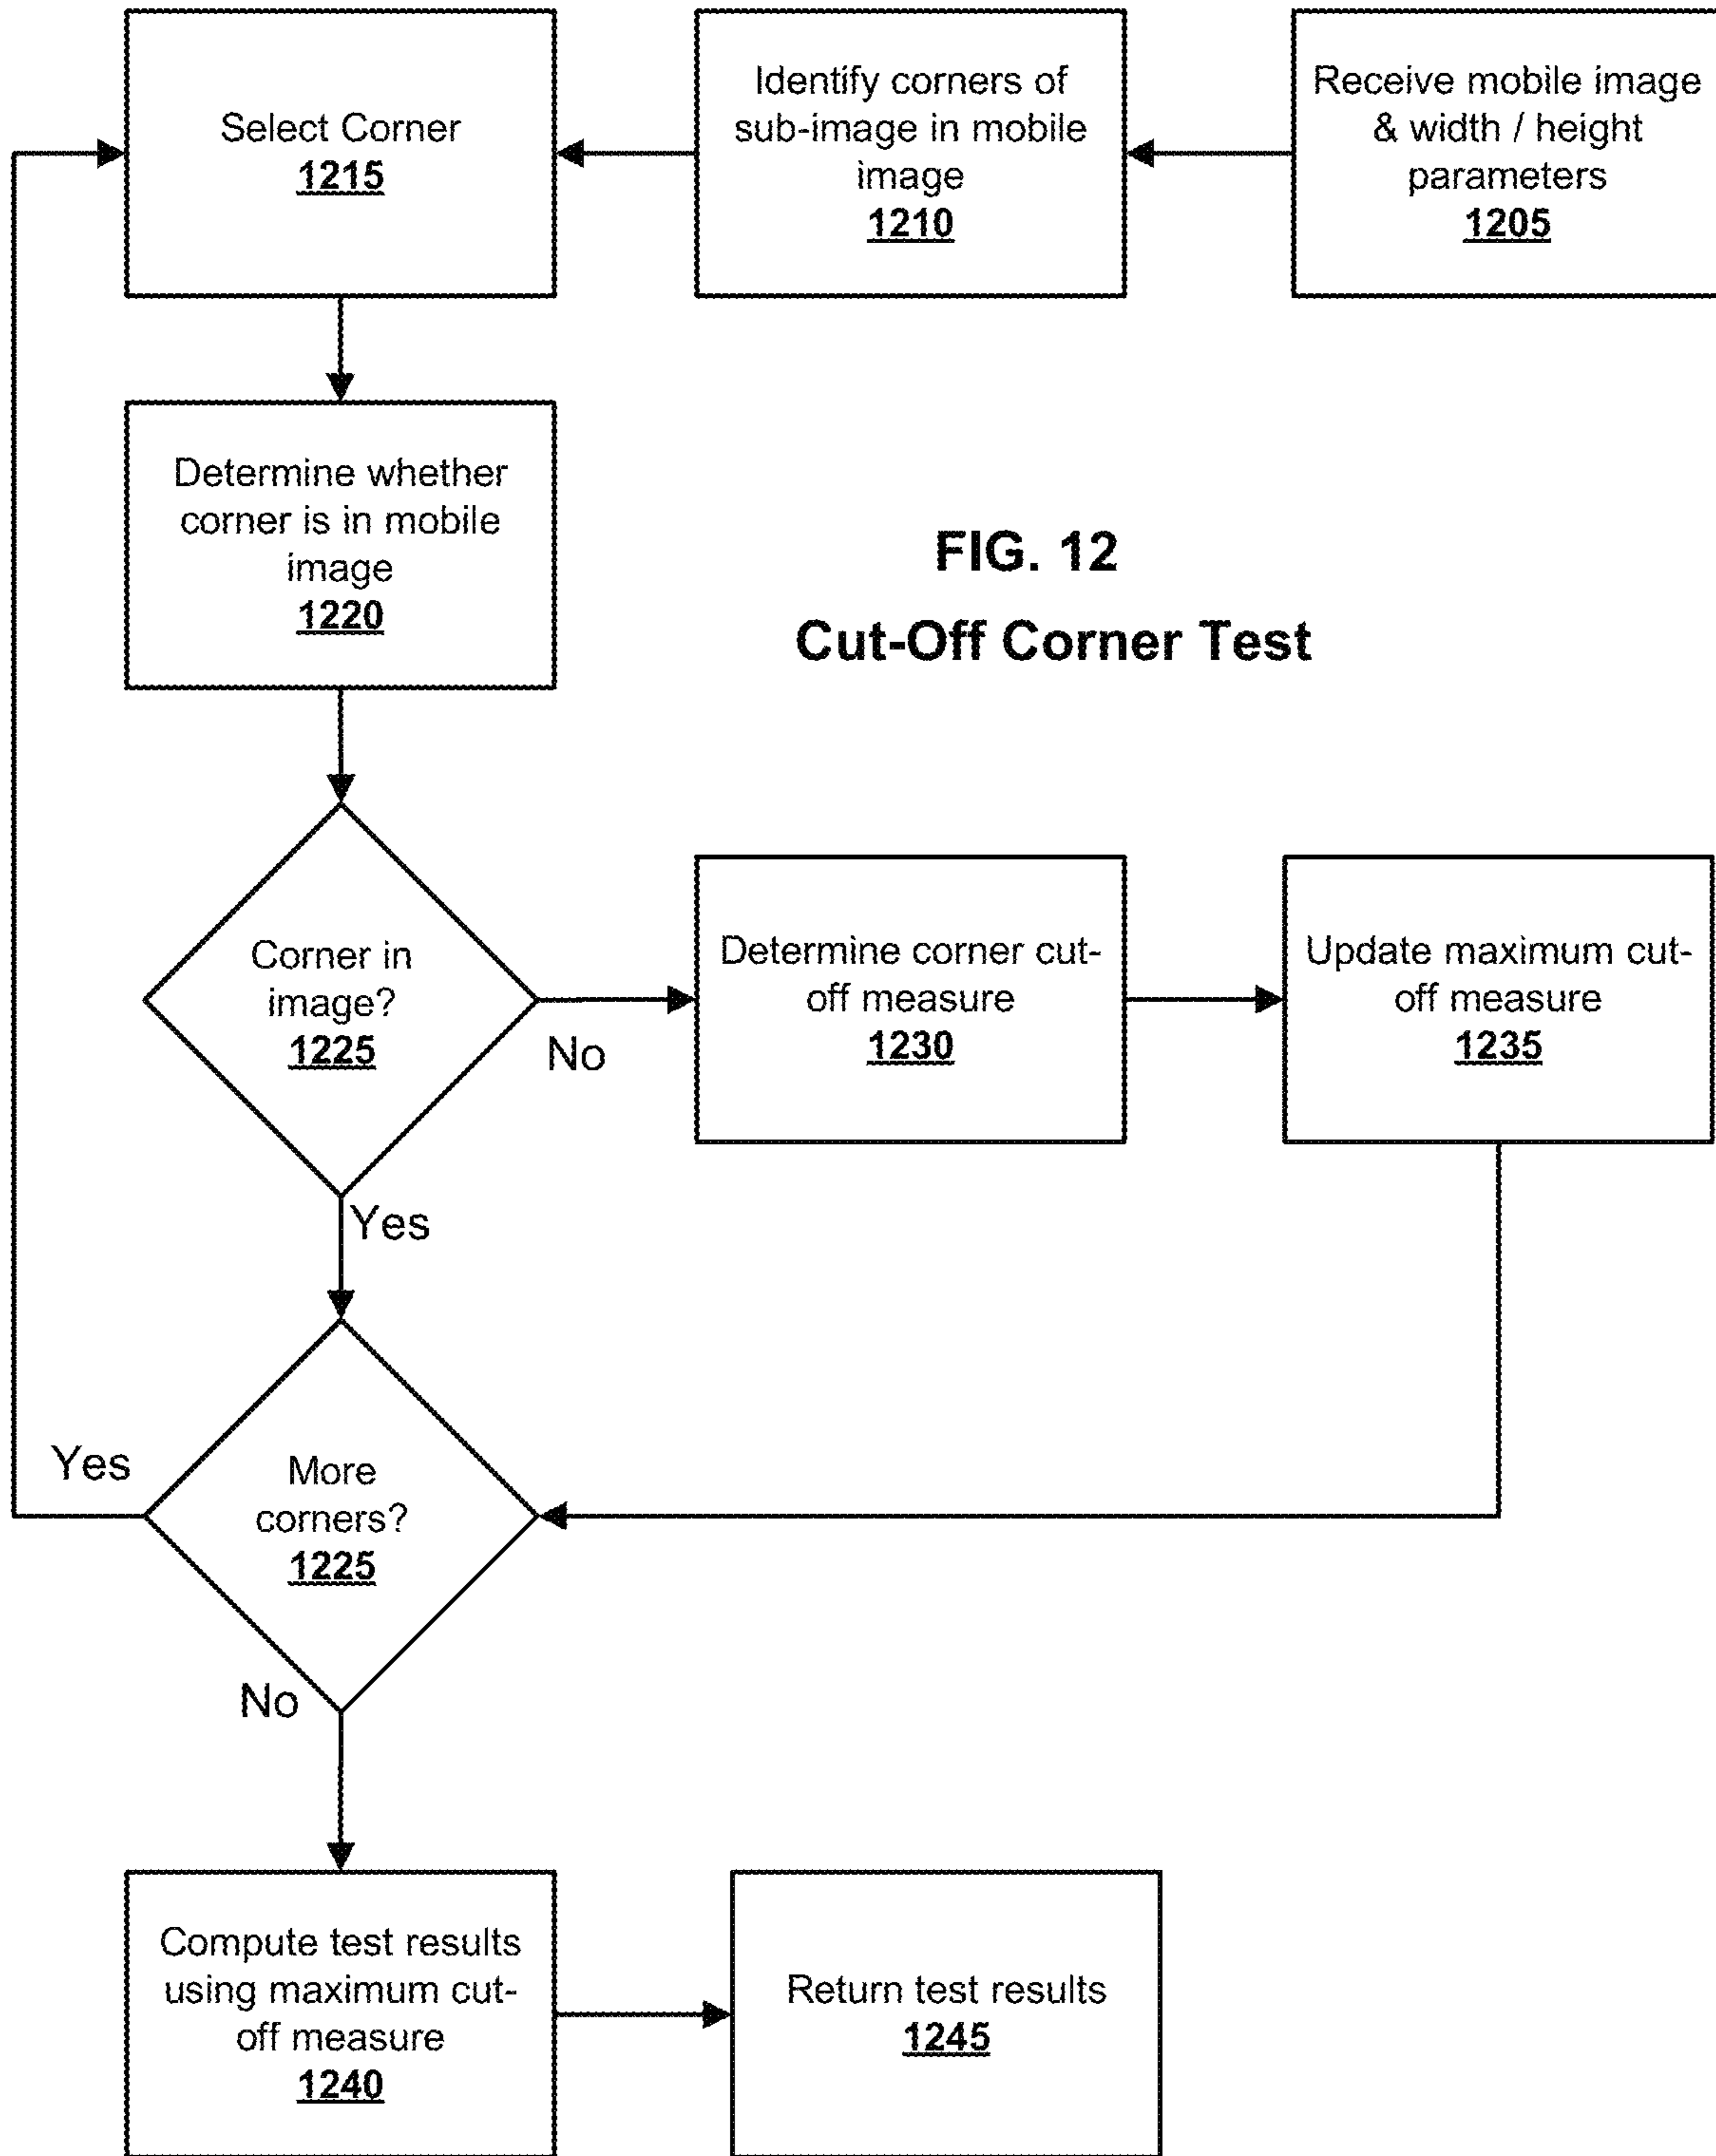 Select Corner
1215
Identify corners of
sub-image in mobile
image
1210
Receive mobile image
& width / height
parameters
1205
Determine whether
corner is in mobile
image
1220
FIG. 12
Cut-Off Corner Test
Corner in
image?
1225
No
Yes
Determine corner cut-
off measure
1230
Update maximum cut-
off measure
1235
Yes
More
corners?
1225
No
Compute test results
using maximum cut-
off measure
1240
Return test results
1245